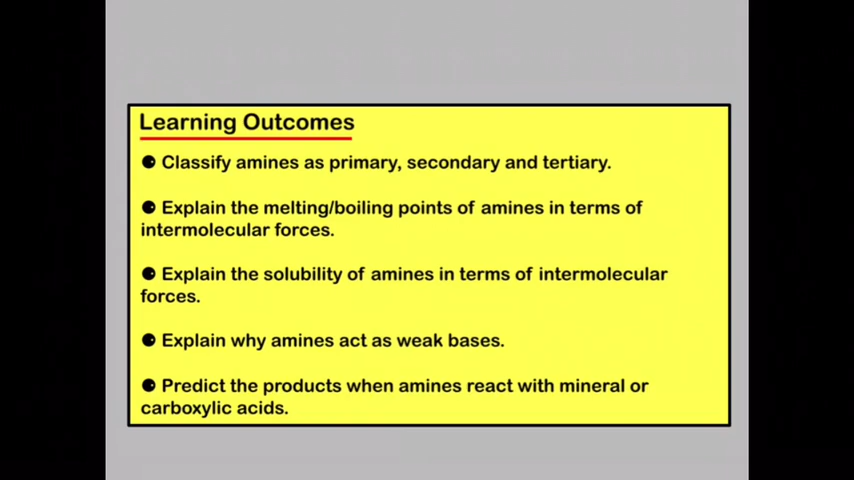 Learning Outcomes
● Classify amines as primary, secondary and tertiary.
● Explain the melting/boiling points of amines in terms of
intermolecular forces.
● Explain the solubility of amines in terms of intermolecular
forces.
● Explain why amines act as weak bases.
● Predict the products when amines react with mineral or
carboxylic acids.